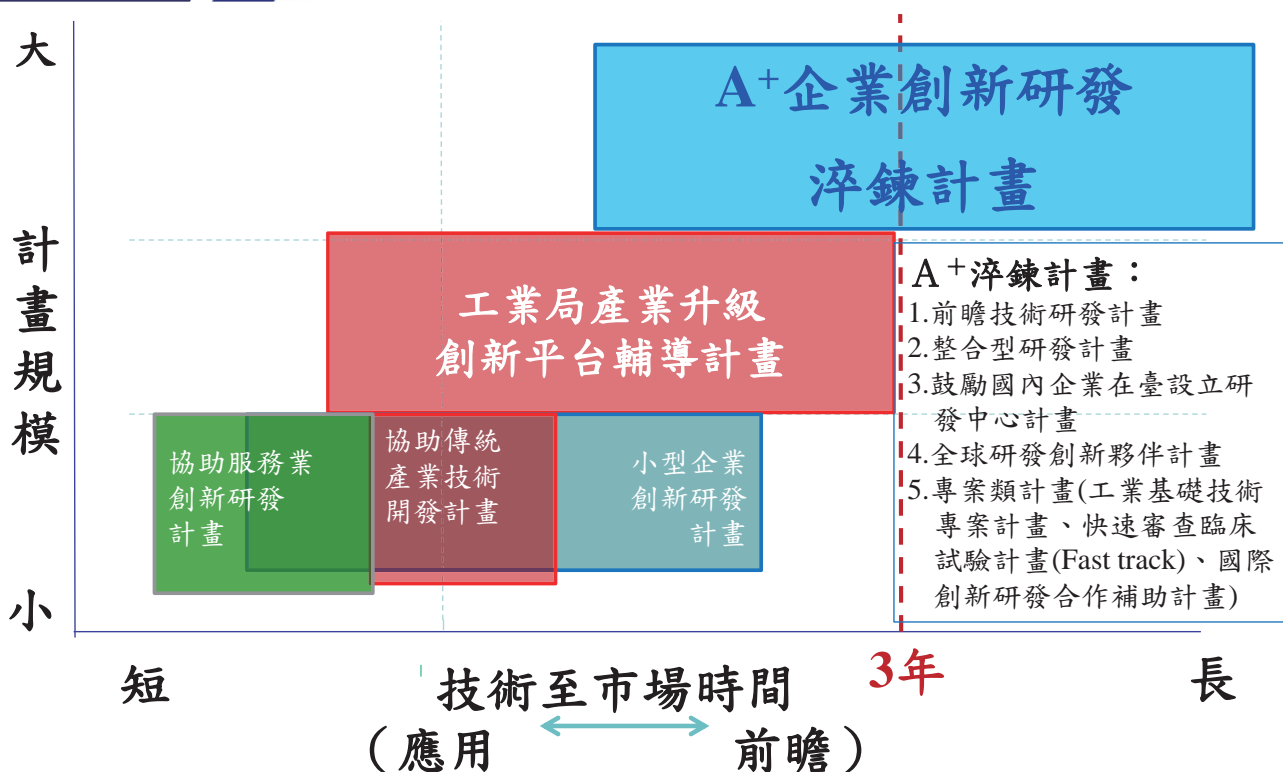 大
計
畫
規
模
小
A⁺企業創新研發
淬鍊計畫
工業局產業升級
創新平台輔導計畫
協助服務業
創新研發
計畫
協助傳統
產業技術
開發計畫
小型企業
創新研發
計畫
A⁺淬鍊計畫：
1.前瞻技術研發計畫
2.整合型研發計畫
3.鼓勵國內企業在臺設立研
發中心計畫
4.全球研發創新夥伴計畫
5.專案類計畫(工業基礎技術
專案計畫、快速審查臨床
試驗計畫(Fast track)、國際
創新研發合作補助計畫)
短
技術至市場時間
3年
長
（應用
前瞻）